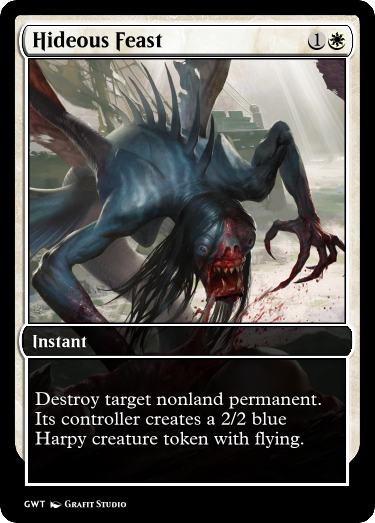 Hideous Feast 1
Instant
Destroy target nonland permanent.
Its controller creates a 2/2 blue
Harpy creature token with flying.
GWT Grafit Studio